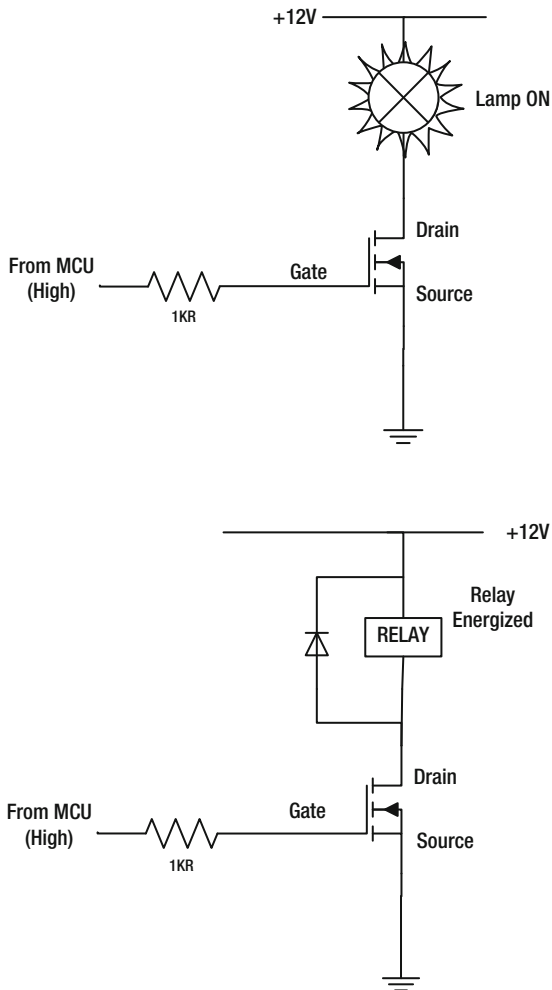 +12V
Lamp ON
Drain
From MCU
(High)
Gate
Source
1KR
+12V
Relay
Energized
RELAY
Drain
From MCU
(High)
Gate
Source
1KR